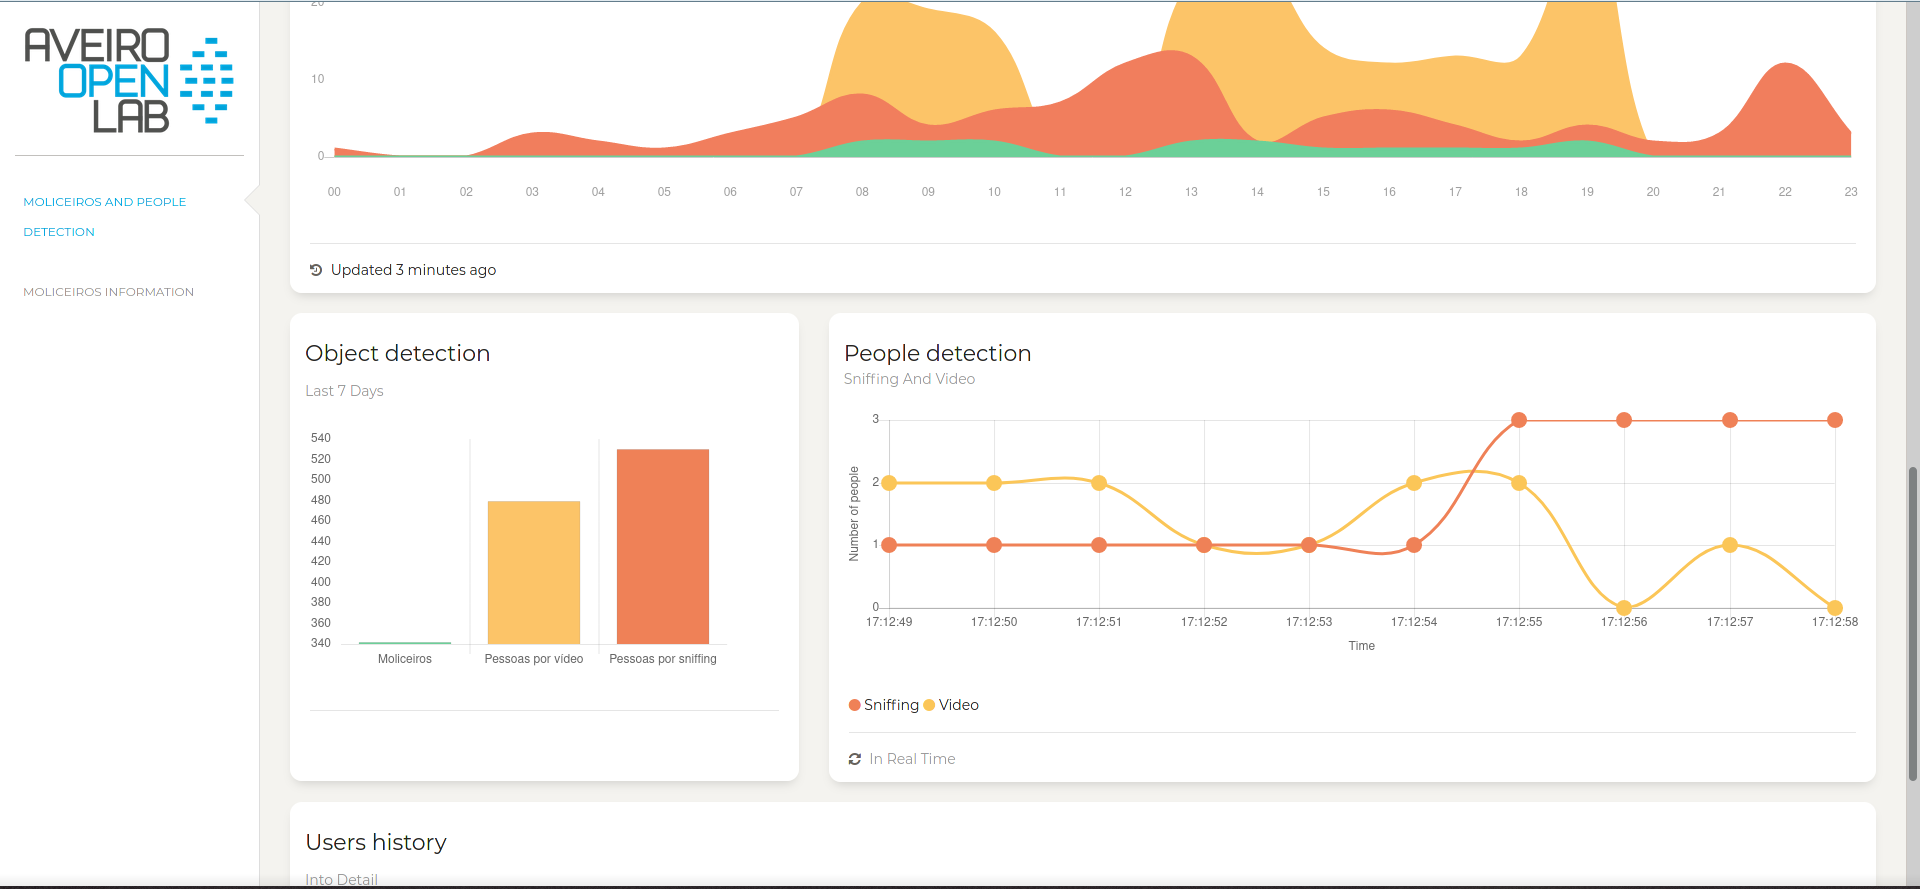 AVEIRO
OPEN
LAB
MOLICEIROS AND PEOPLE
DETECTION
MOLICEIROS INFORMATION
20
10
0
00 01 02 03 04 05 06 07 08 09 10 11 12 13 14 15 16 17 18 19 20 21 22 23
Updated 3 minutes ago
Object detection
Last 7 Days
540
520
500
480
460
440
420
400
380
360
340
Moliceiros Pessoas por vídeo Pessoas por sniffing
People detection
Sniffing And Video
3
2
1
0
Number of people
17:12:49 17:12:50 17:12:51 17:12:52 17:12:53 17:12:54 17:12:55 17:12:56 17:12:57 17:12:58
Time
Sniffing Video
In Real Time
Users history
Into Detail